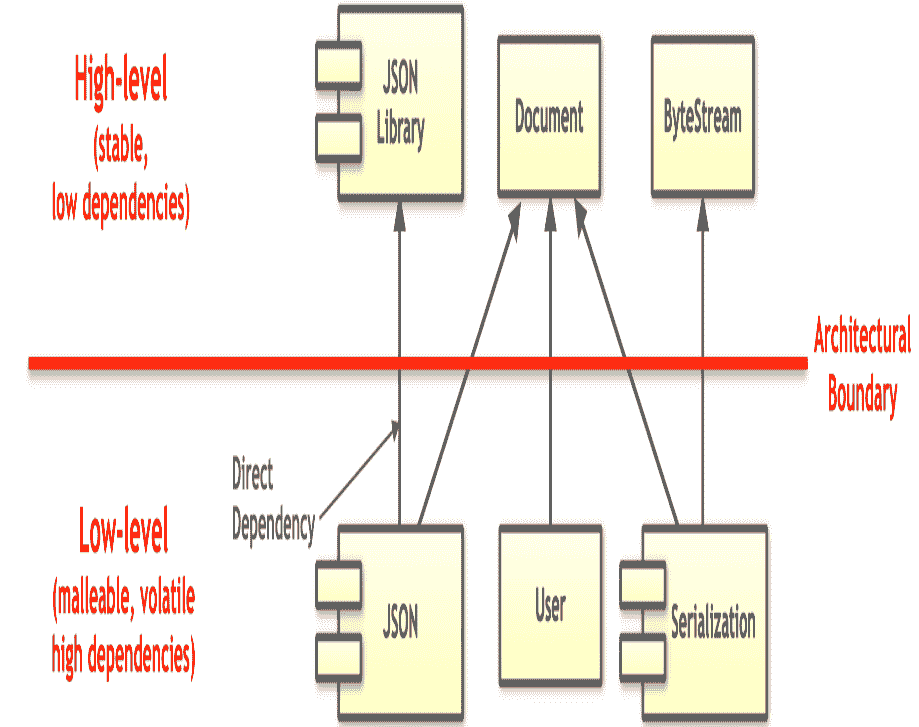 High-level
(stable,
low dependencies)
JSON
Library
Document
ByteStream
Architectural
Boundary
Direct
Dependency
Low-level
(malleable, volatile
high dependencies)
JSON
User
Serialization